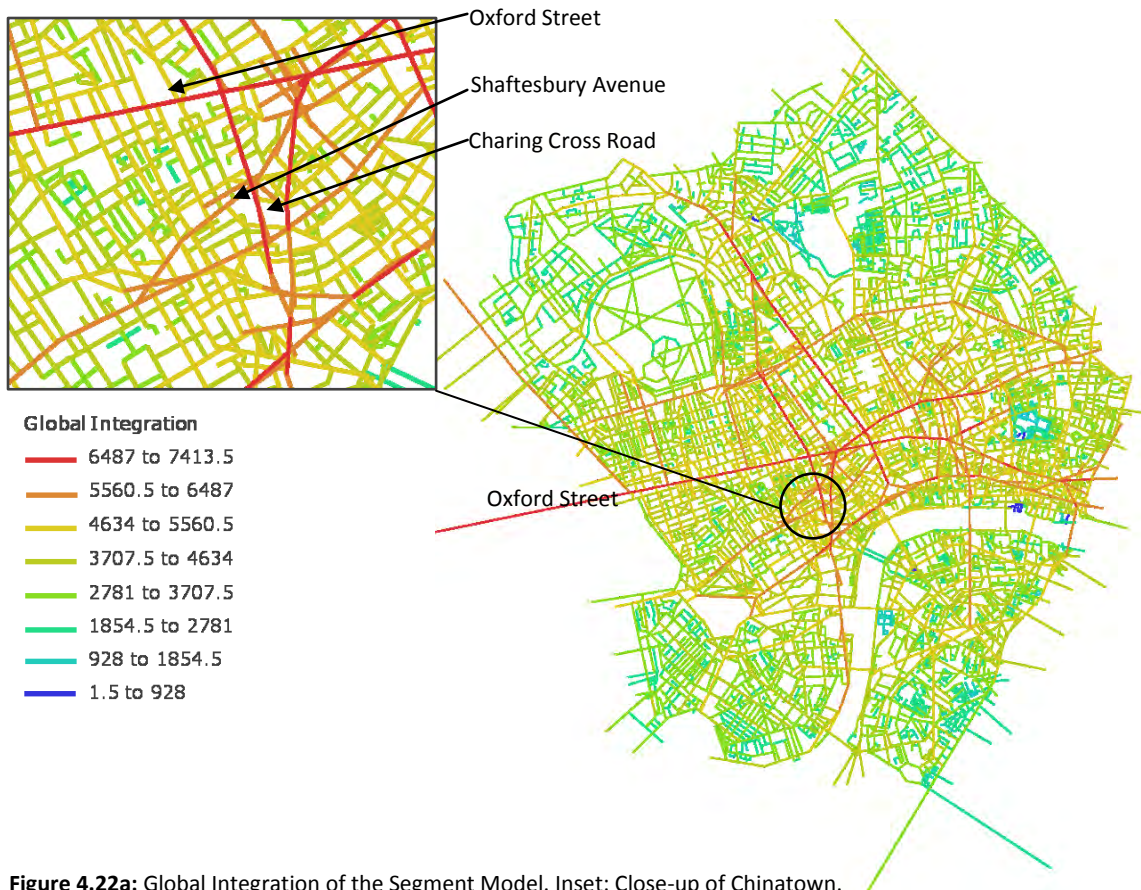 Oxford Street
Shaftesbury Avenue
Charing Cross Road
Global Integration
6487 to 7413.5
5560.5 to 6487
4634 to 5560.5
3707.5 to 4634
2781 to 3707.5
1854.5 to 2781
928 to 1854.5
1.5 to 928
Oxford Street
Figure 4.22a: Global Integration of the Segment Model. Inset: Close-up of Chinatown.